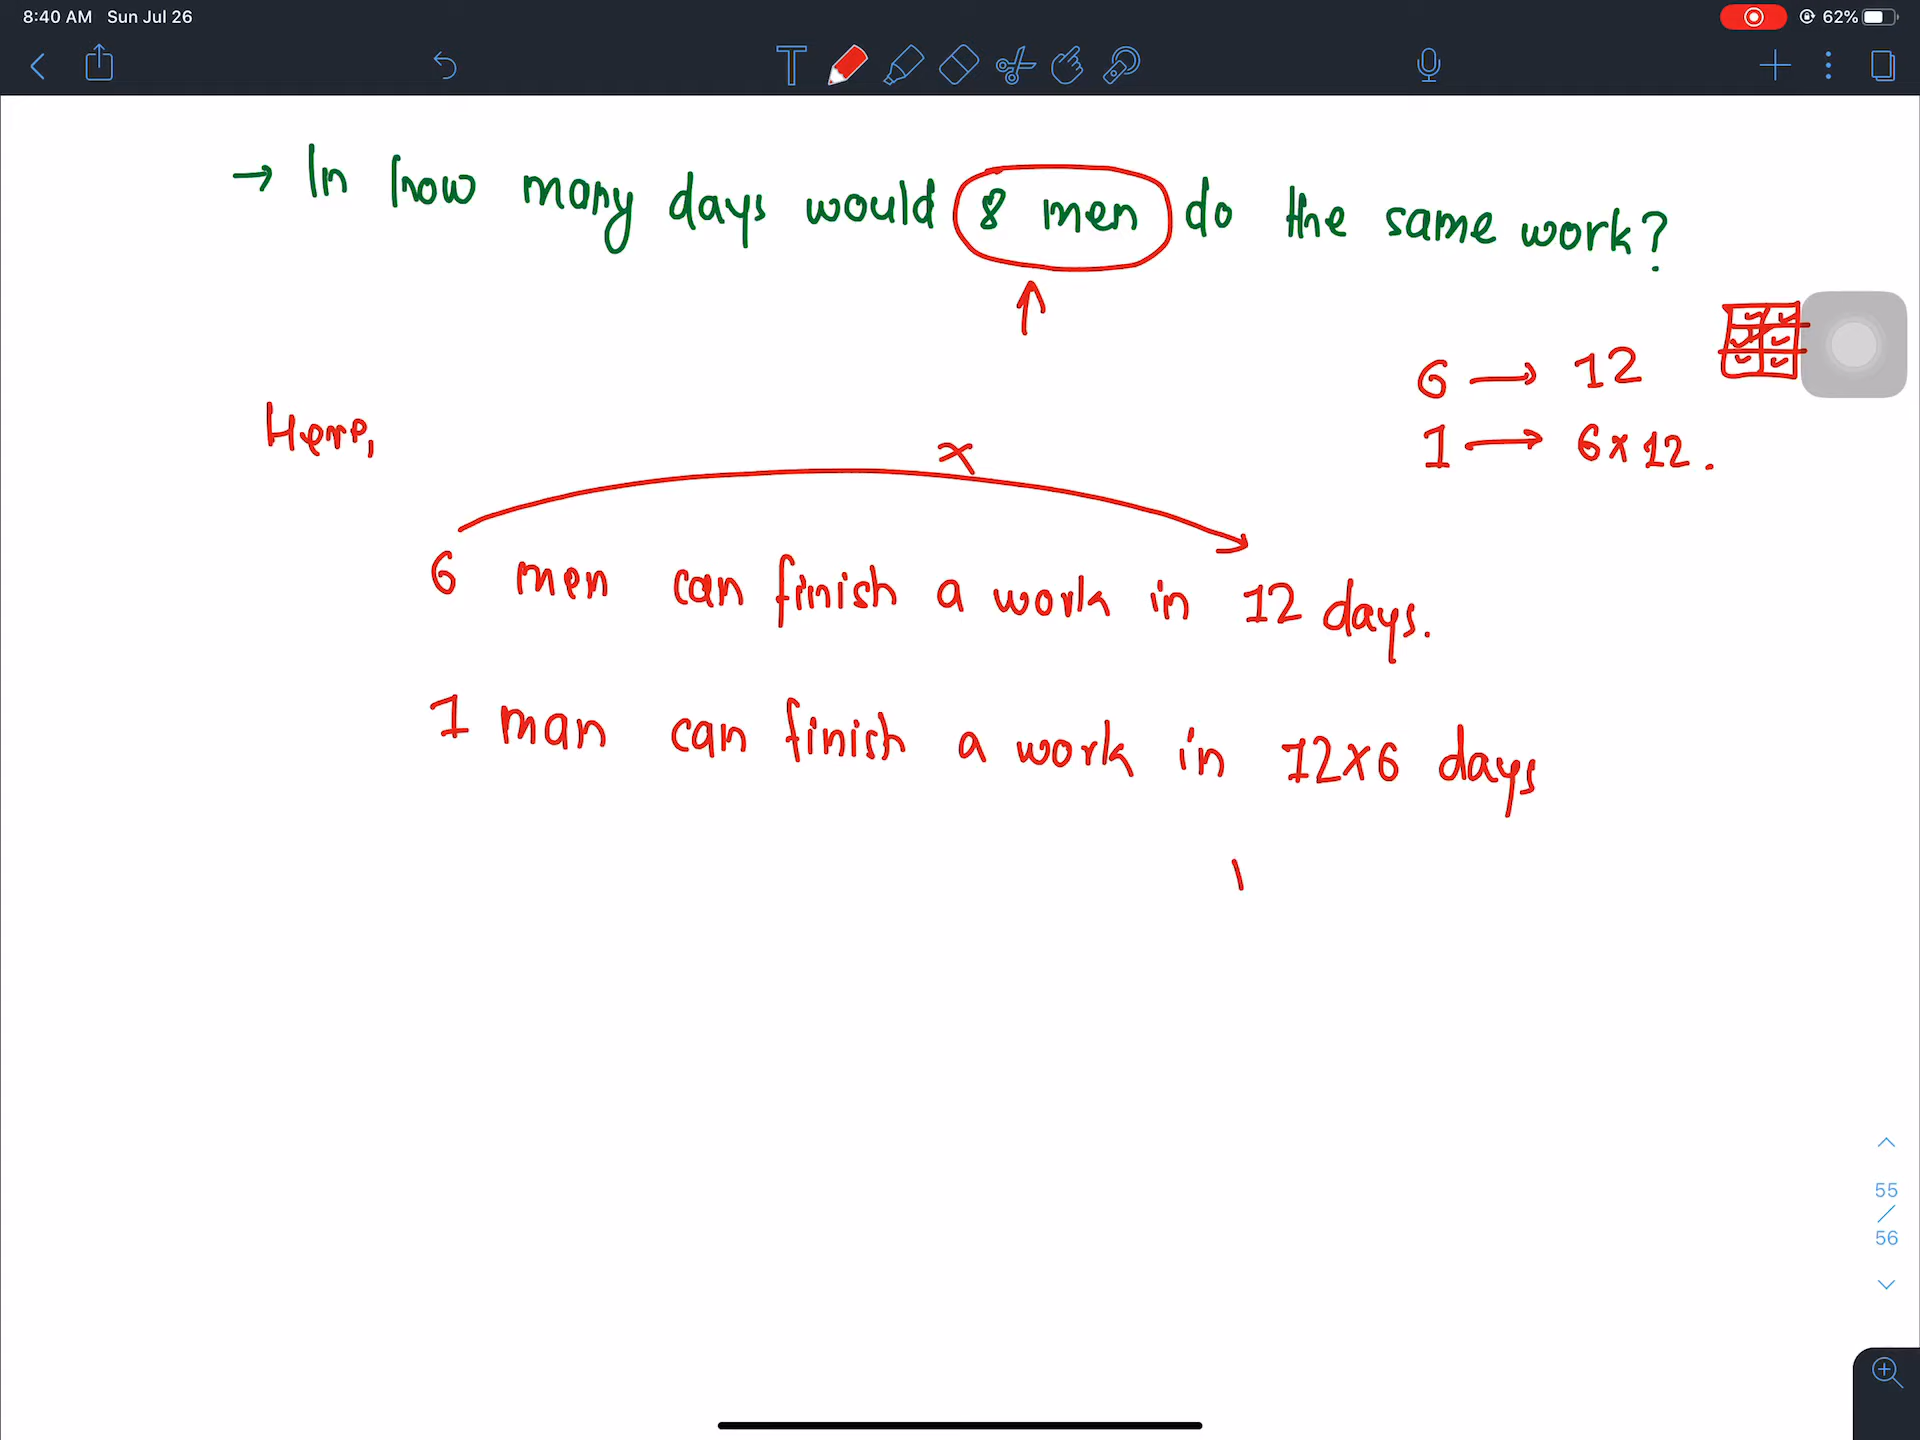 8:40 AM Sun Jul 26
62%
→ In how many days would 8 men do the same work?
6 → 12
1 → 6 x 12.
Here,
x
6 men can finish a work in 12 days.
1 man can finish a work in 12x6 days
55
/
56